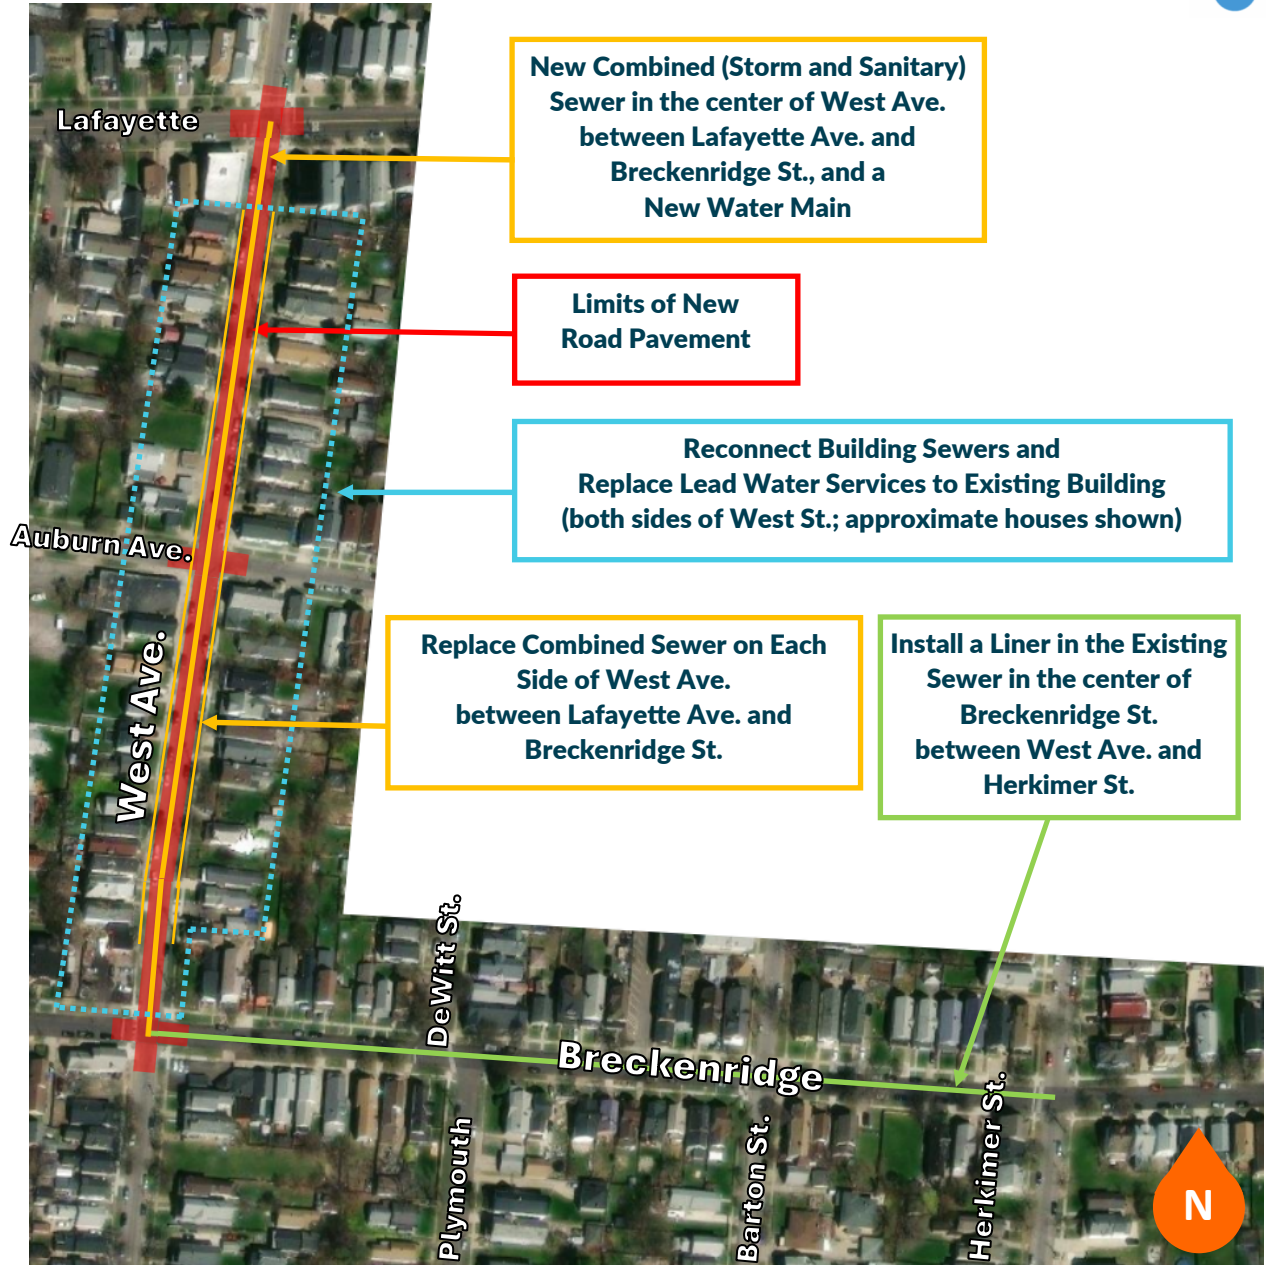 New Combined (Storm and Sanitary)
Sewer in the center of West Ave.
between Lafayette Ave. and
Breckenridge St., and a
New Water Main
Lafayette
Limits of New
Road Pavement
Reconnect Building Sewers and
Replace Lead Water Services to Existing Building
(both sides of West St.; approximate houses shown)
Auburn Ave.
West Ave.
Replace Combined Sewer on Each
Side of West Ave.
between Lafayette Ave. and
Breckenridge St.
Install a Liner in the Existing
Sewer in the center of
Breckenridge St.
between West Ave. and
Herkimer St.
DeWitt St.
Breckenridge
Plymouth
Barton St.
Herkimer St.
N